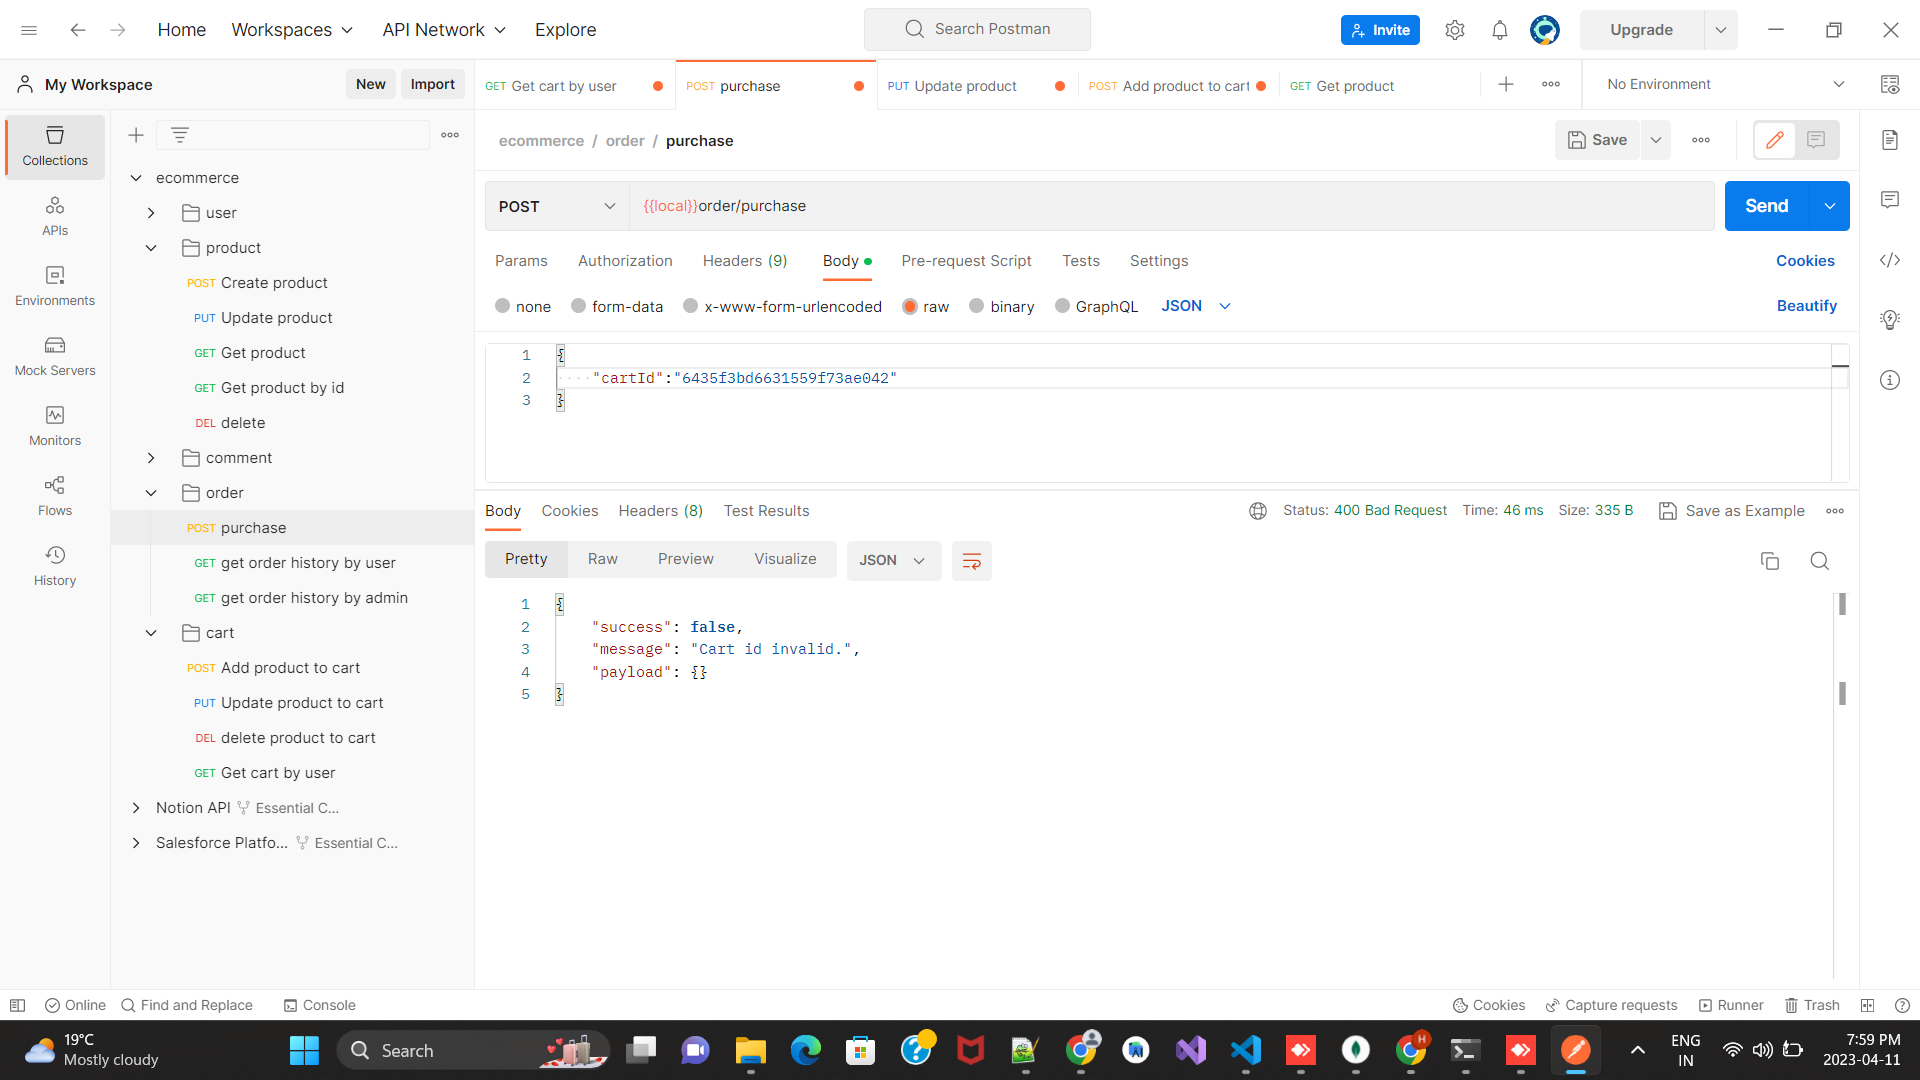 Home
Workspaces
API Network
Explore
Search Postman
Invite
Upgrade
My Workspace
New
Import
GET Get cart by user
POST purchase
PUT Update product
POST Add product to cart
GET Get product
No Environment
Collections
APIs
Environments
Mock Servers
Monitors
Flows
History
ecommerce
user
product
POST Create product
PUT Update product
GET Get product
GET Get product by id
DEL delete
comment
order
POST purchase
GET get order history by user
GET get order history by admin
cart
POST Add product to cart
PUT Update product to cart
DEL delete product to cart
GET Get cart by user
Notion API Essential C...
Salesforce Platfo... Essential C...
ecommerce / order / purchase
Save
POST
{{local}}order/purchase
Send
Params
Authorization
Headers (9)
Body
Pre-request Script
Tests
Settings
Cookies
none
form-data
x-www-form-urlencoded
raw
binary
GraphQL
JSON
Beautify
1 {
2 "cartId":"6435f3bd6631559f73ae042"
3 }
Body
Cookies
Headers (8)
Test Results
Status: 400 Bad Request
Time: 46 ms
Size: 335 B
Save as Example
Pretty
Raw
Preview
Visualize
JSON
1 {
2 "success": false,
3 "message": "Cart id invalid.",
4 "payload": {}
5 }
Online
Find and Replace
Console
Cookies
Capture requests
Runner
Trash
19°C
Mostly cloudy
Search
H
ENG
IN
7:59 PM
2023-04-11